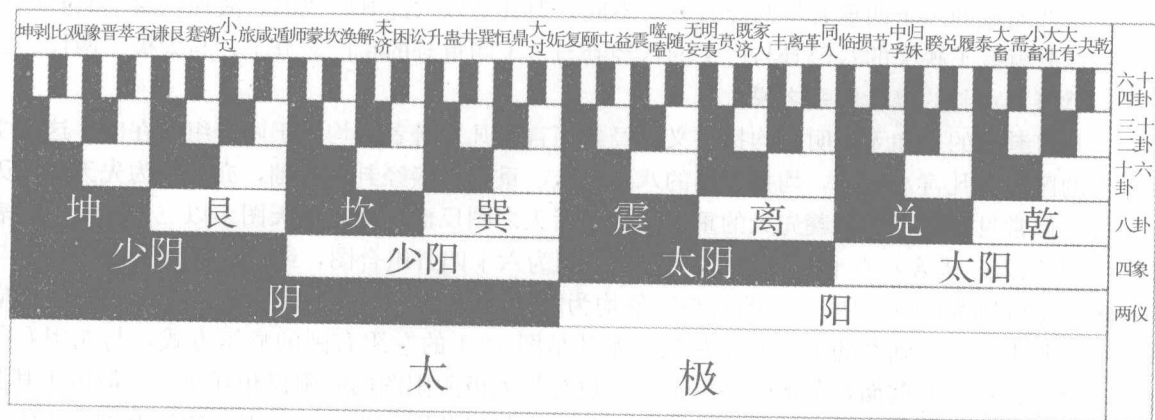 坤剥比观豫晋萃否谦艮蹇渐小过旅咸遁师蒙坎涣解未济困讼升蛊井巽恒鼎大过姤复颐屯益震噬嗑随无妄明夷贲既济家人丰离革同人临损节中孚归妹睽兑履泰大畜需小畜大壮大有夬乾
六十四卦
三十二卦
十六卦
坤 艮 坎 巽 震 离 兑 乾 八卦
少阴 少阳 太阴 太阳 四象
阴 阳 两仪
太 极